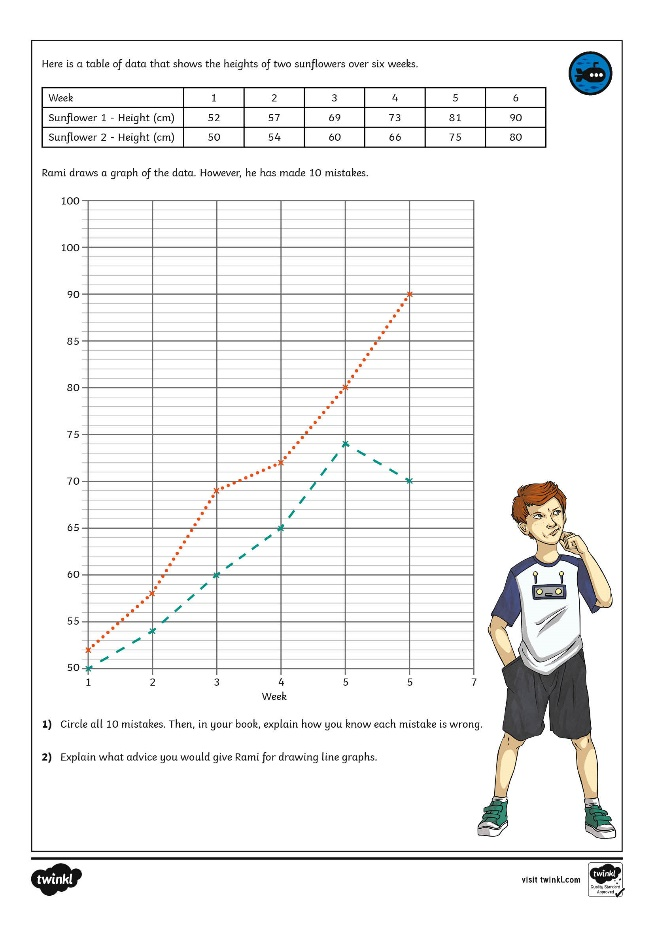 Here is a table of data that shows the heights of two sunflowers over six weeks.
Week 1 2 3 4 5 6
Sunflower 1 - Height (cm) 52 57 69 73 81 90
Sunflower 2 - Height (cm) 50 54 60 66 75 80
Rami draws a graph of the data. However, he has made 10 mistakes.
100
100
90
85
80
75
70
65
60
55
50
1 2 3 4 5 5 7
Week
1) Circle all 10 mistakes. Then, in your book, explain how you know each mistake is wrong.
2) Explain what advice you would give Rami for drawing line graphs.
twinkl
visit twinkl.com
twinkl
Quality Standard
Approved